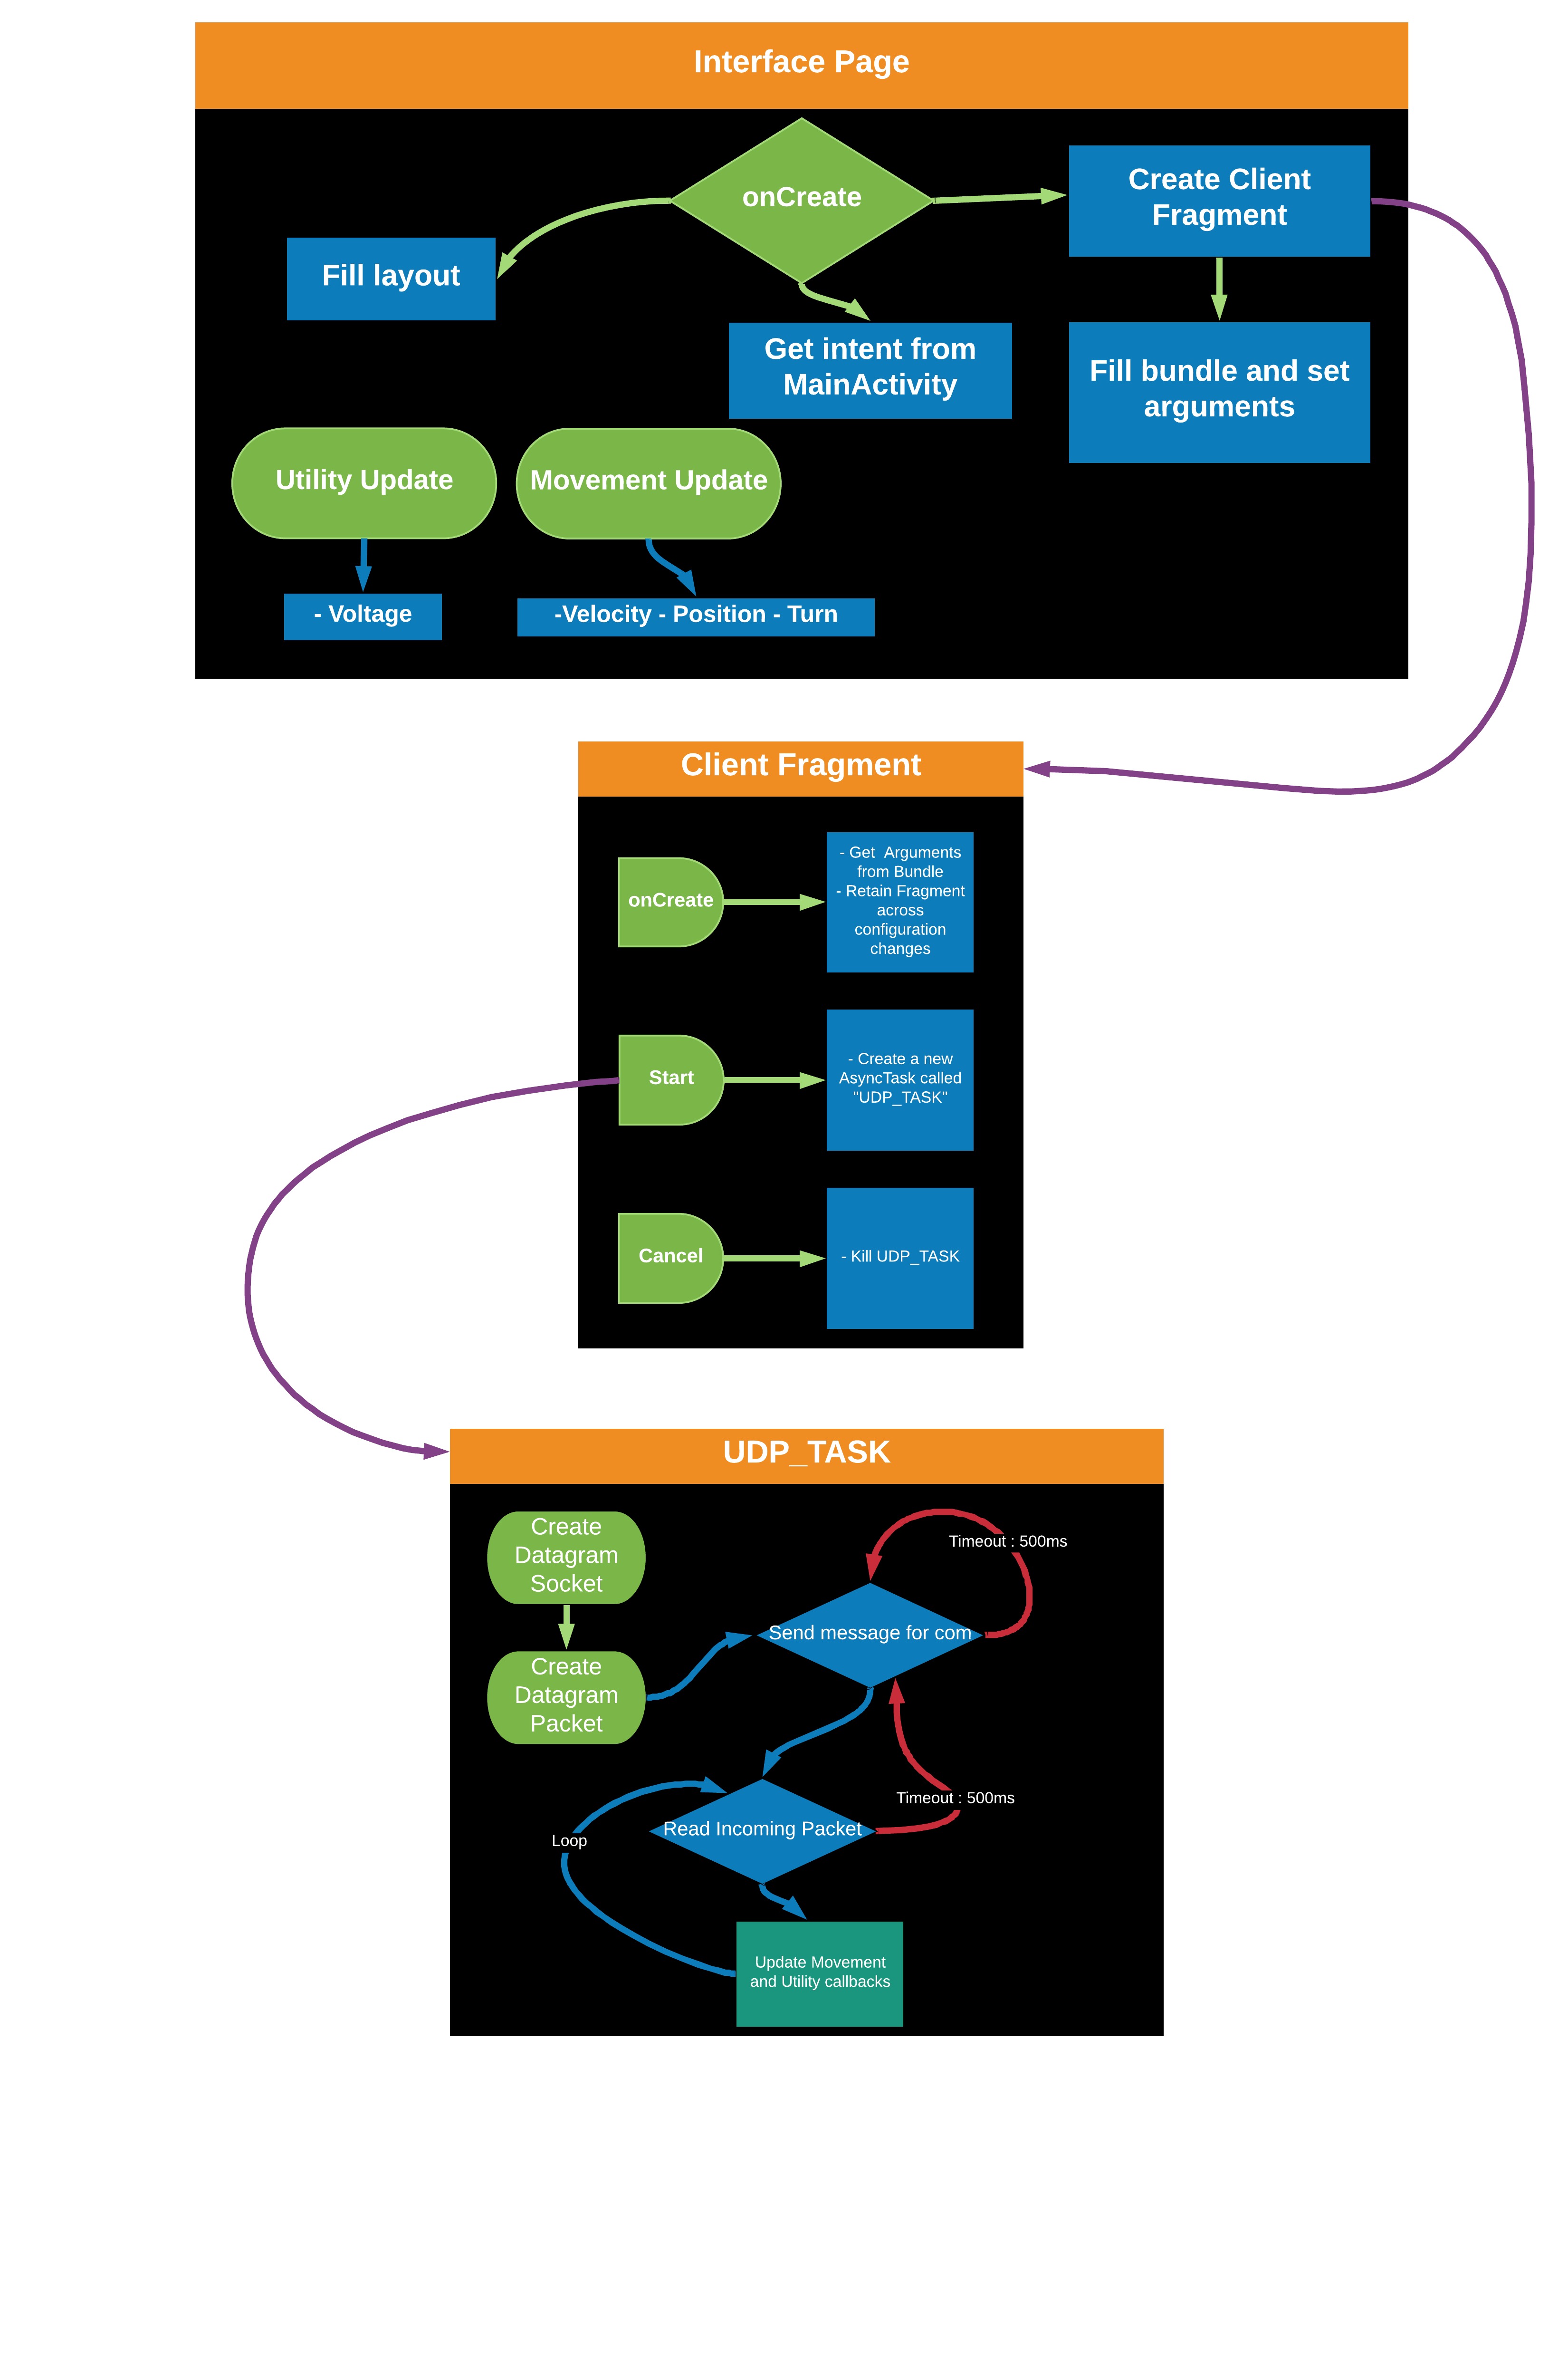 Interface Page
onCreate
Create Client
Fragment
Fill layout
Get intent from
MainActivity
Fill bundle and set
arguments
Utility Update
Movement Update
- Voltage
-Velocity - Position - Turn
Client Fragment
onCreate
- Get  Arguments
from Bundle
- Retain Fragment
across
configuration
changes
Start
- Create a new
AsyncTask called
"UDP_TASK"
Cancel
- Kill UDP_TASK
UDP_TASK
Create
Datagram
Socket
Timeout : 500ms
Send message for com
Create
Datagram
Packet
Timeout : 500ms
Read Incoming Packet
Loop
Update Movement
and Utility callbacks